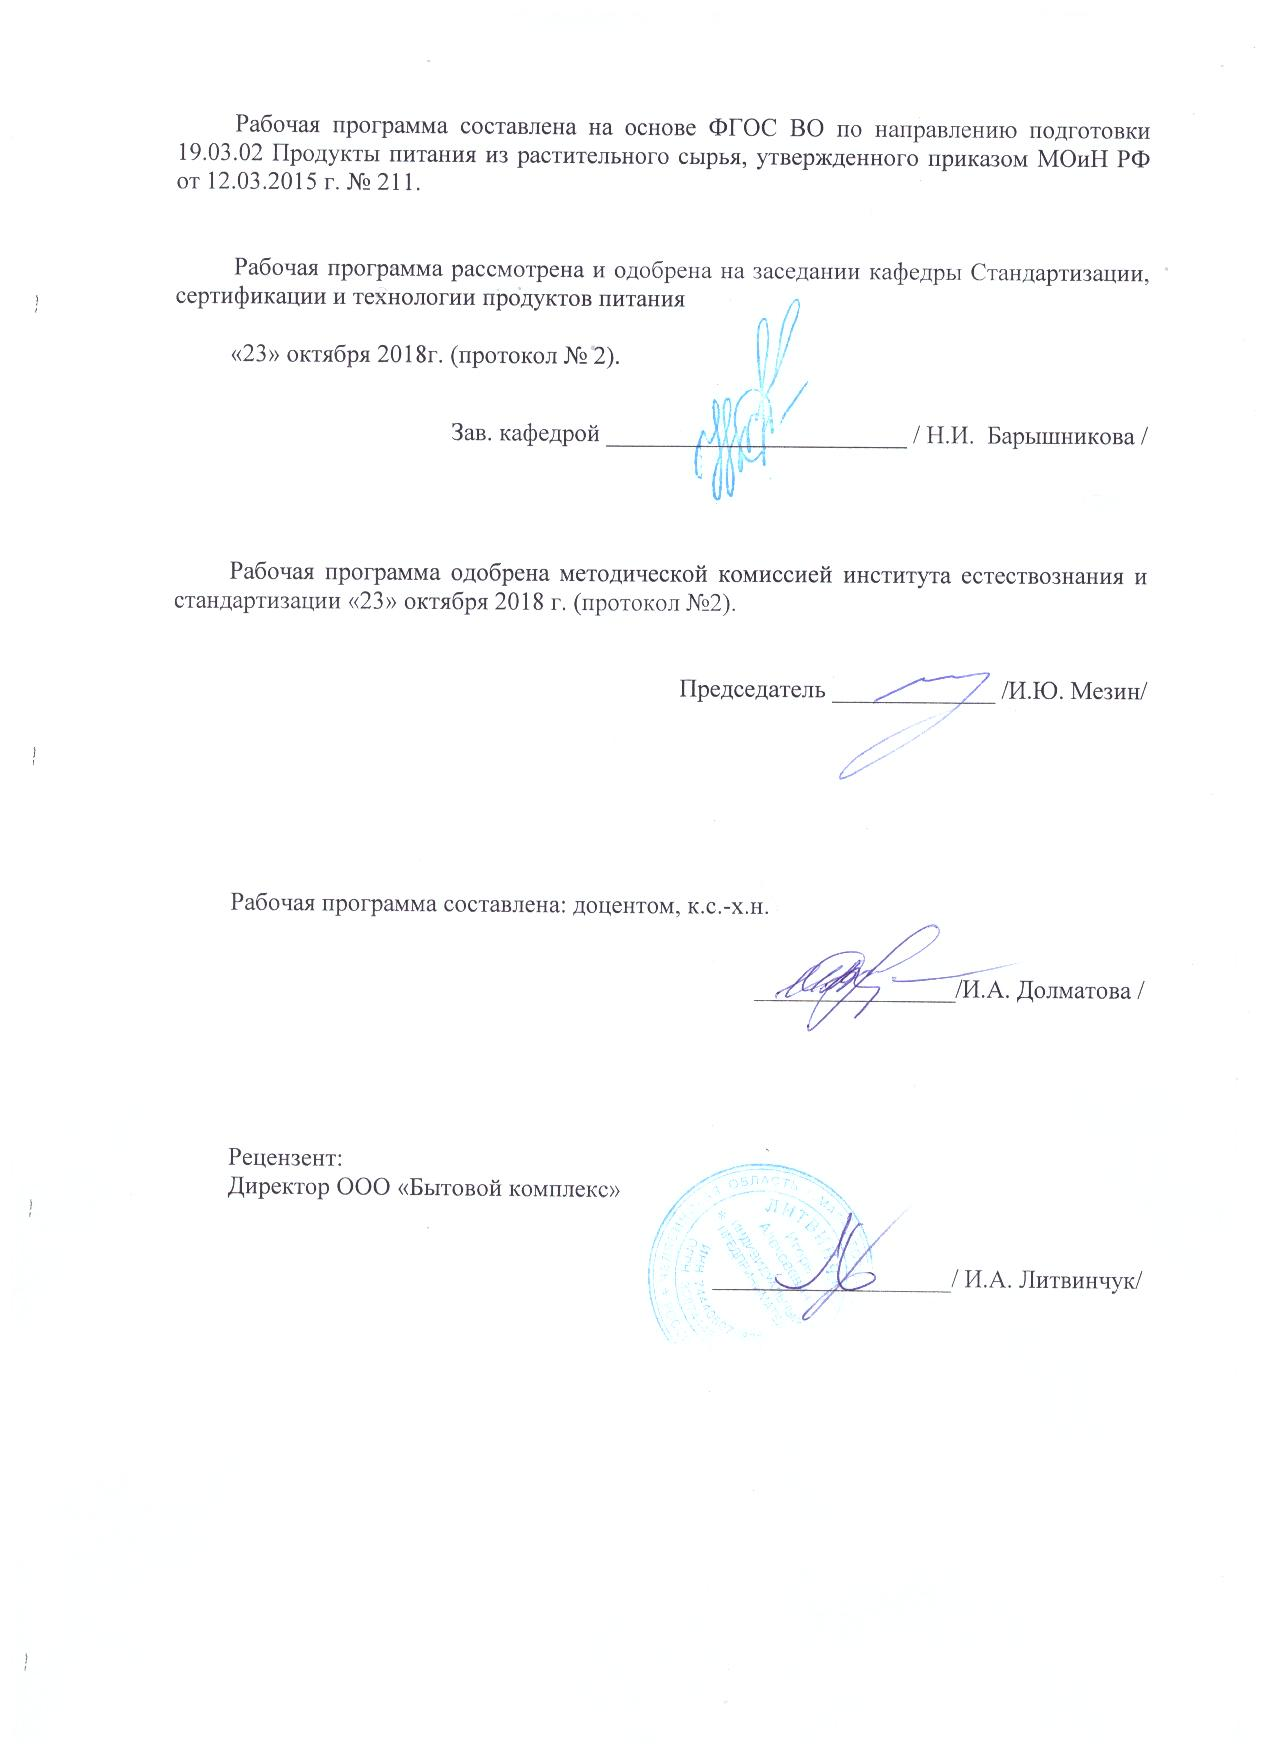 Рабочая программа составлена на основе ФГОС ВО по направлению подготовки
19.03.02 Продукты питания из растительного сырья, утвержденного приказом МОиН РФ
от 12.03.2015 г. № 211.
Рабочая программа рассмотрена и одобрена на заседании кафедры Стандартизации,
сертификации и технологии продуктов питания
«23» октября 2018г. (протокол № 2).
Зав. кафедрой ______________________ / Н.И. Барышникова /
Рабочая программа одобрена методической комиссией института естествознания и
стандартизации «23» октября 2018 г. (протокол №2).
Председатель ____________ /И.Ю. Мезин/
Рабочая программа составлена: доцентом, к.с.-х.н.
_______________/И.А. Долматова /
Рецензент:
Директор ООО «Бытовой комплекс»
ОБЛАСТЬ
_________________/ И.А. Литвинчук/